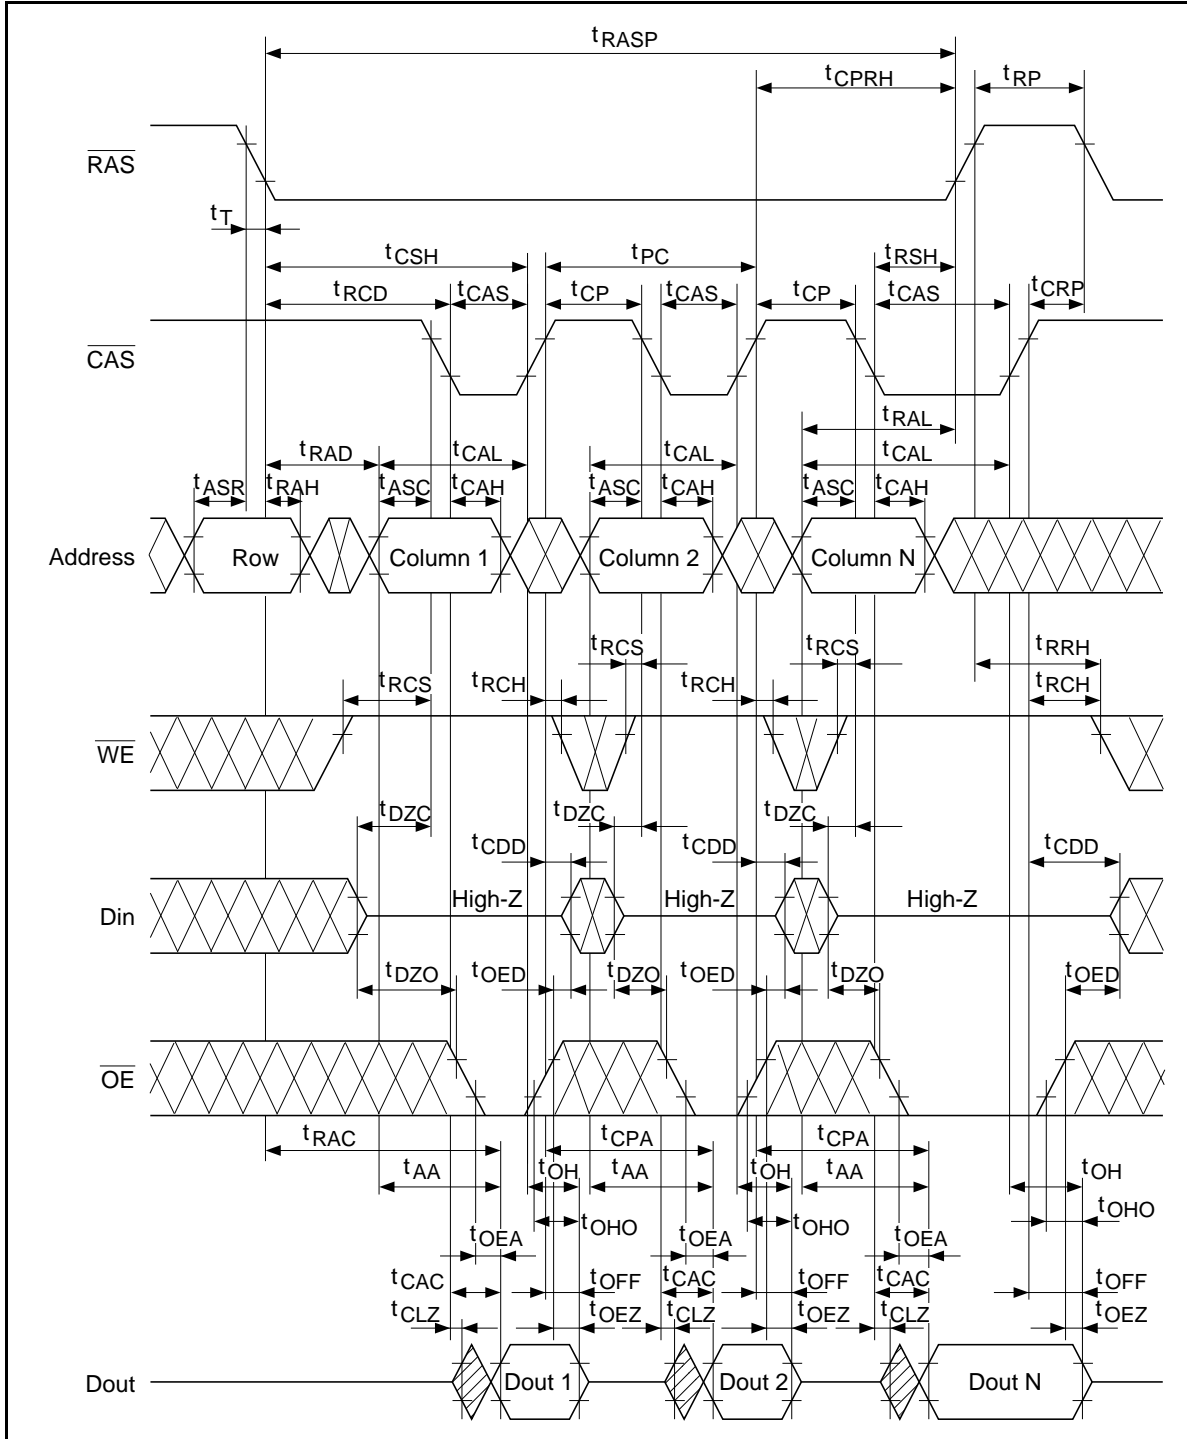 tRASP
tCPRH tRP
RAS
tT
tCSH tPC tRSH
tRCD tCAS tCP tCAS tCP tCAS tCRP
CAS
tRAL
tRAD tCAL tCAL tCAL
tASR tRAH tASC tCAH tASC tCAH tASC tCAH
Address Row Column 1 Column 2 Column N
tRCS tRCS tRRH
tRCS tRCH tRCH tRCH
WE
tDZC tDZC tDZC
tCDD tCDD tCDD
High-Z High-Z High-Z
Din
tDZO tOED tDZO tOED tDZO tOED
OE
tRAC tCPA tCPA
tAA tOH tAA tOH tAA tOH
tOHO tOHO tOHO
tOEA tOEA tOEA
tCAC tOFF tCAC tOFF tCAC tOFF
tCLZ tOEZ tCLZ tOEZ tCLZ tOEZ
Dout Dout 1 Dout 2 Dout N